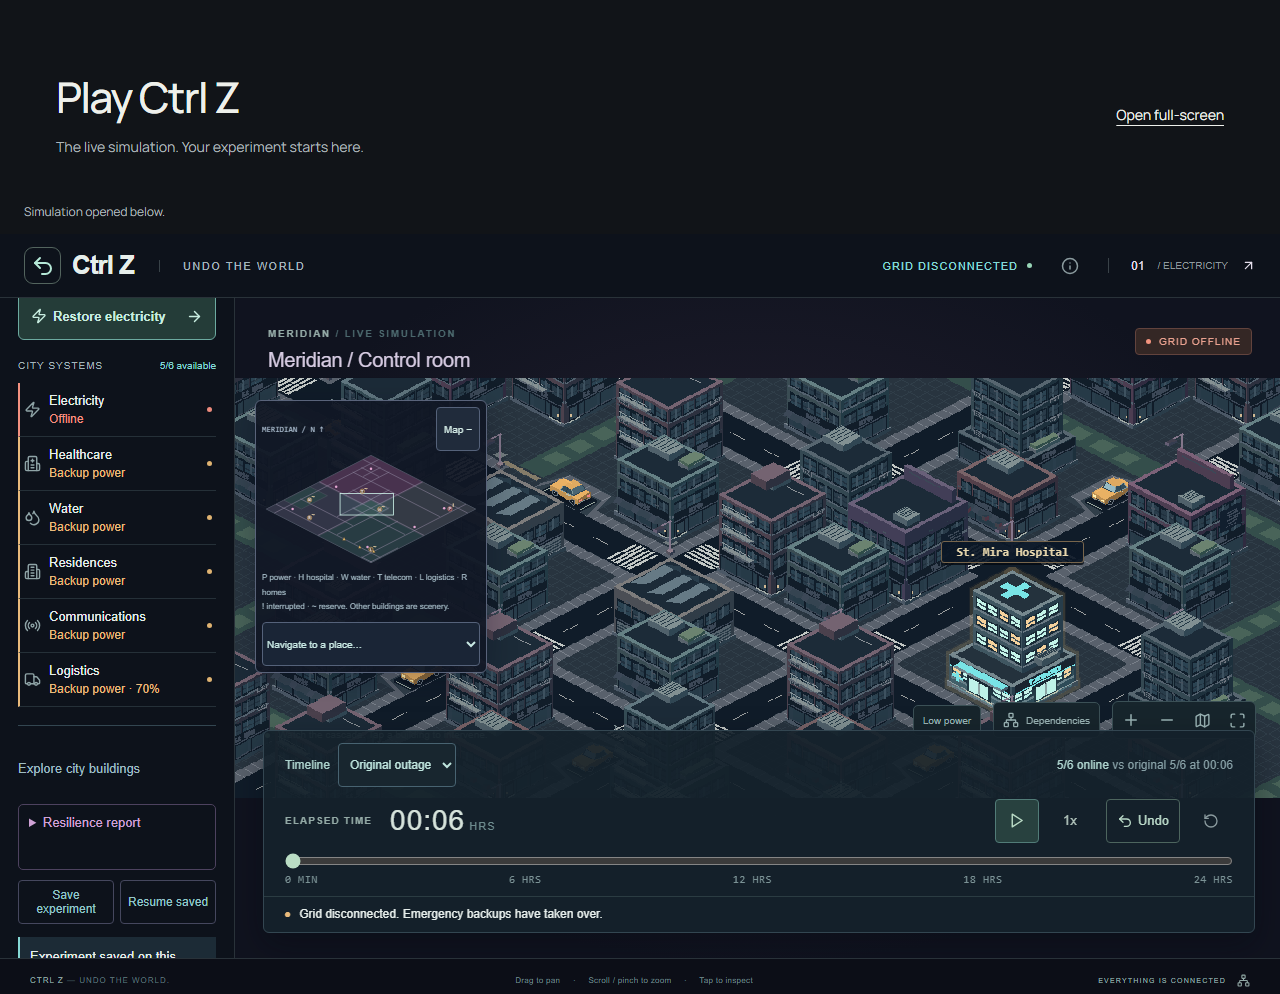 Play Ctrl Z
Open full-screen
The live simulation. Your experiment starts here.
Simulation opened below.
Ctrl Z
UNDO THE WORLD
GRID DISCONNECTED
01 / ELECTRICITY
Restore electricity
CITY SYSTEMS
5/6 available
Electricity
Offline
Healthcare
Backup power
Water
Backup power
Residences
Backup power
Communications
Backup power
Logistics
Backup power · 70%
Explore city buildings
Resilience report
Save
experiment
Resume saved
Experiment saved on this
MERIDIAN / LIVE SIMULATION
Meridian / Control room
GRID OFFLINE
MERIDIAN / N ↑
Map −
P power · H hospital · W water · T telecom · L logistics · R
homes
! interrupted · ~ reserve. Other buildings are scenery.
Navigate to a place...
St. Mira Hospital
Low power
Dependencies
Timeline
Original outage
5/6 online vs original 5/6 at 00:06
ELAPSED TIME 00:06 HRS
1x
Undo
0 MIN
6 HRS
12 HRS
18 HRS
24 HRS
Grid disconnected. Emergency backups have taken over.
CTRL Z — UNDO THE WORLD.
Drag to pan · Scroll / pinch to zoom · Tap to inspect
EVERYTHING IS CONNECTED